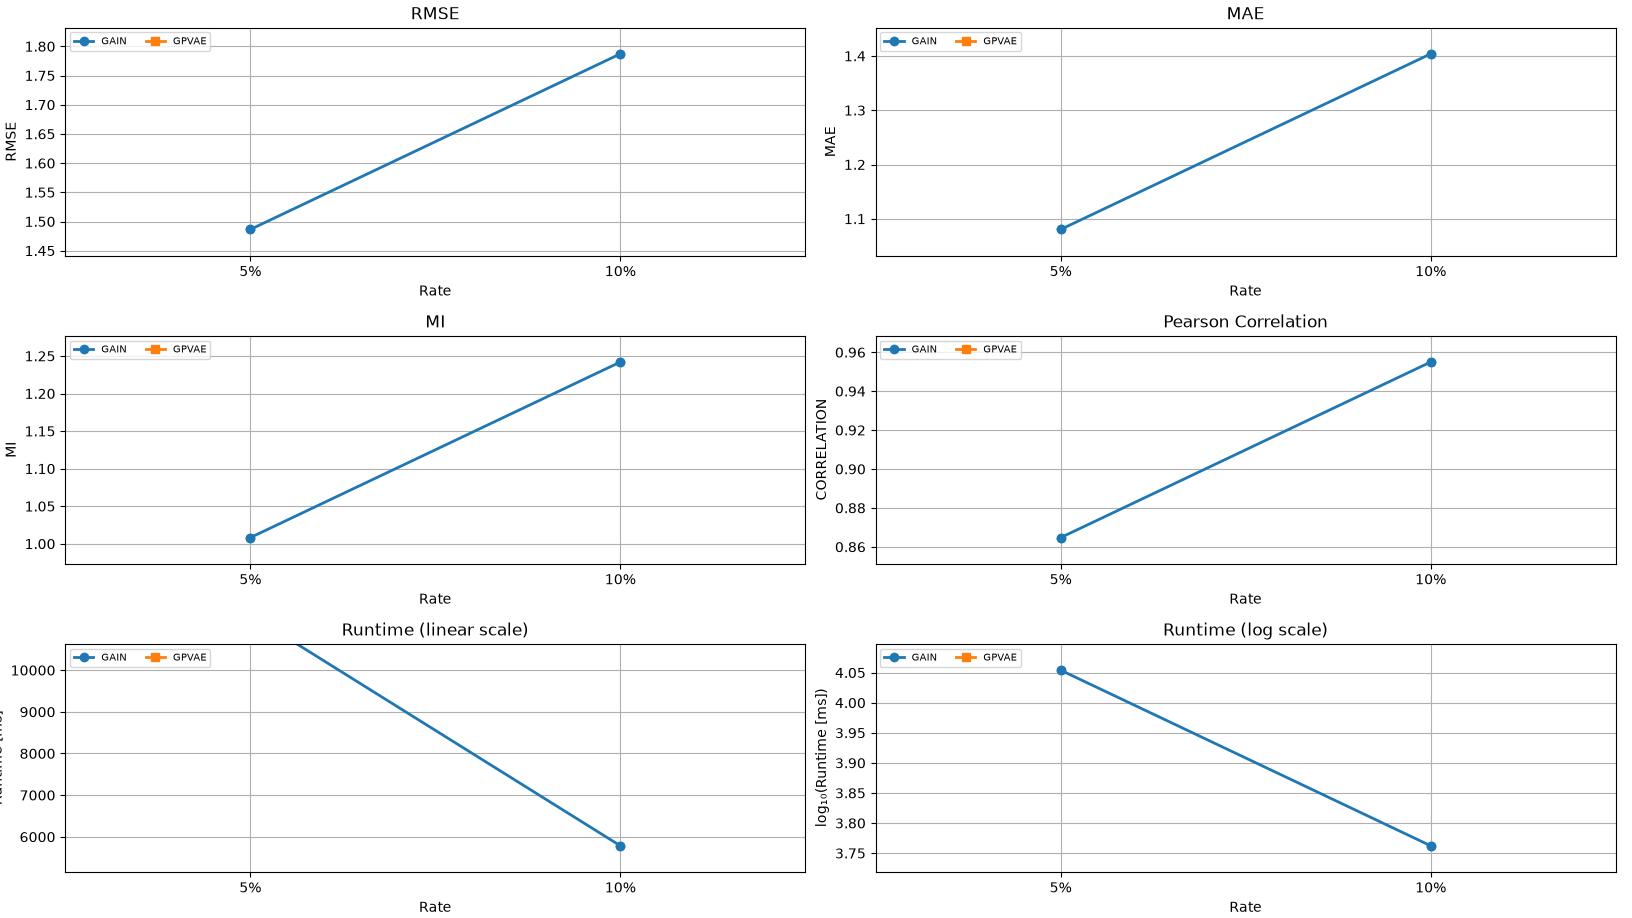 RMSE
GAIN GPVAE
1.80
1.75
1.70
1.65
1.60
1.55
1.50
1.45
RMSE
5% 10%
Rate
MAE
GAIN GPVAE
1.4
1.3
1.2
1.1
MAE
5% 10%
Rate
MI
GAIN GPVAE
1.25
1.20
1.15
1.10
1.05
1.00
MI
5% 10%
Rate
Pearson Correlation
GAIN GPVAE
0.96
0.94
0.92
0.90
0.88
0.86
CORRELATION
5% 10%
Rate
Runtime (linear scale)
GAIN GPVAE
10000
9000
8000
7000
6000
5% 10%
Rate
Runtime (log scale)
GAIN GPVAE
4.05
4.00
3.95
3.90
3.85
3.80
3.75
log₁₀(Runtime [ms])
5% 10%
Rate